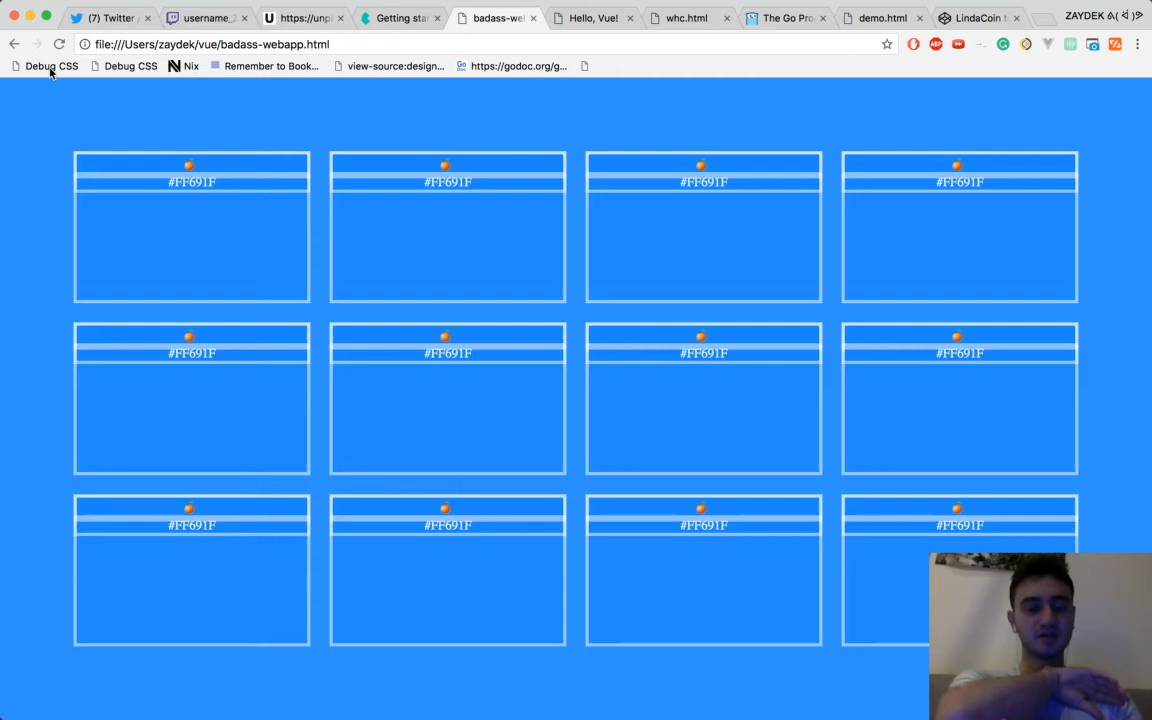 (7) Twitter / username_2 https://unpk Getting star badass-web Hello, Vue! whc.html The Go Pro demo.html LindaCoin t ZAYDEK
file:///Users/zaydek/vue/badass-webapp.html
Debug CSS Debug CSS Nix Remember to Book... view-source:design... https://godoc.org/g...
#FF691F #FF691F #FF691F #FF691F
#FF691F #FF691F #FF691F #FF691F
#FF691F #FF691F #FF691F #FF691F